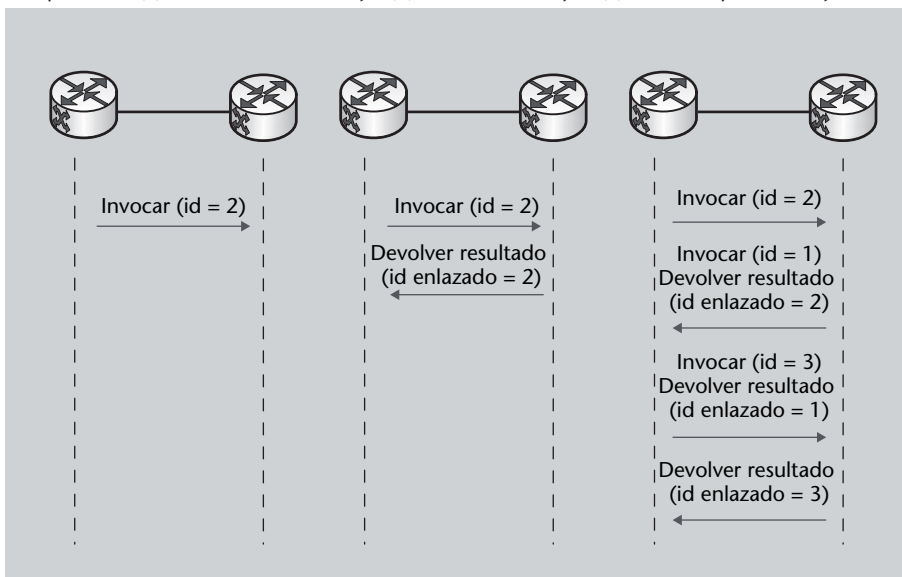 Invocar (id = 2)
Invocar (id = 2)
Devolver resultado
(id enlazado = 2)
Invocar (id = 2)
Invocar (id = 1)
Devolver resultado
(id enlazado = 2)
Invocar (id = 3)
Devolver resultado
(id enlazado = 1)
Devolver resultado
(id enlazado = 3)